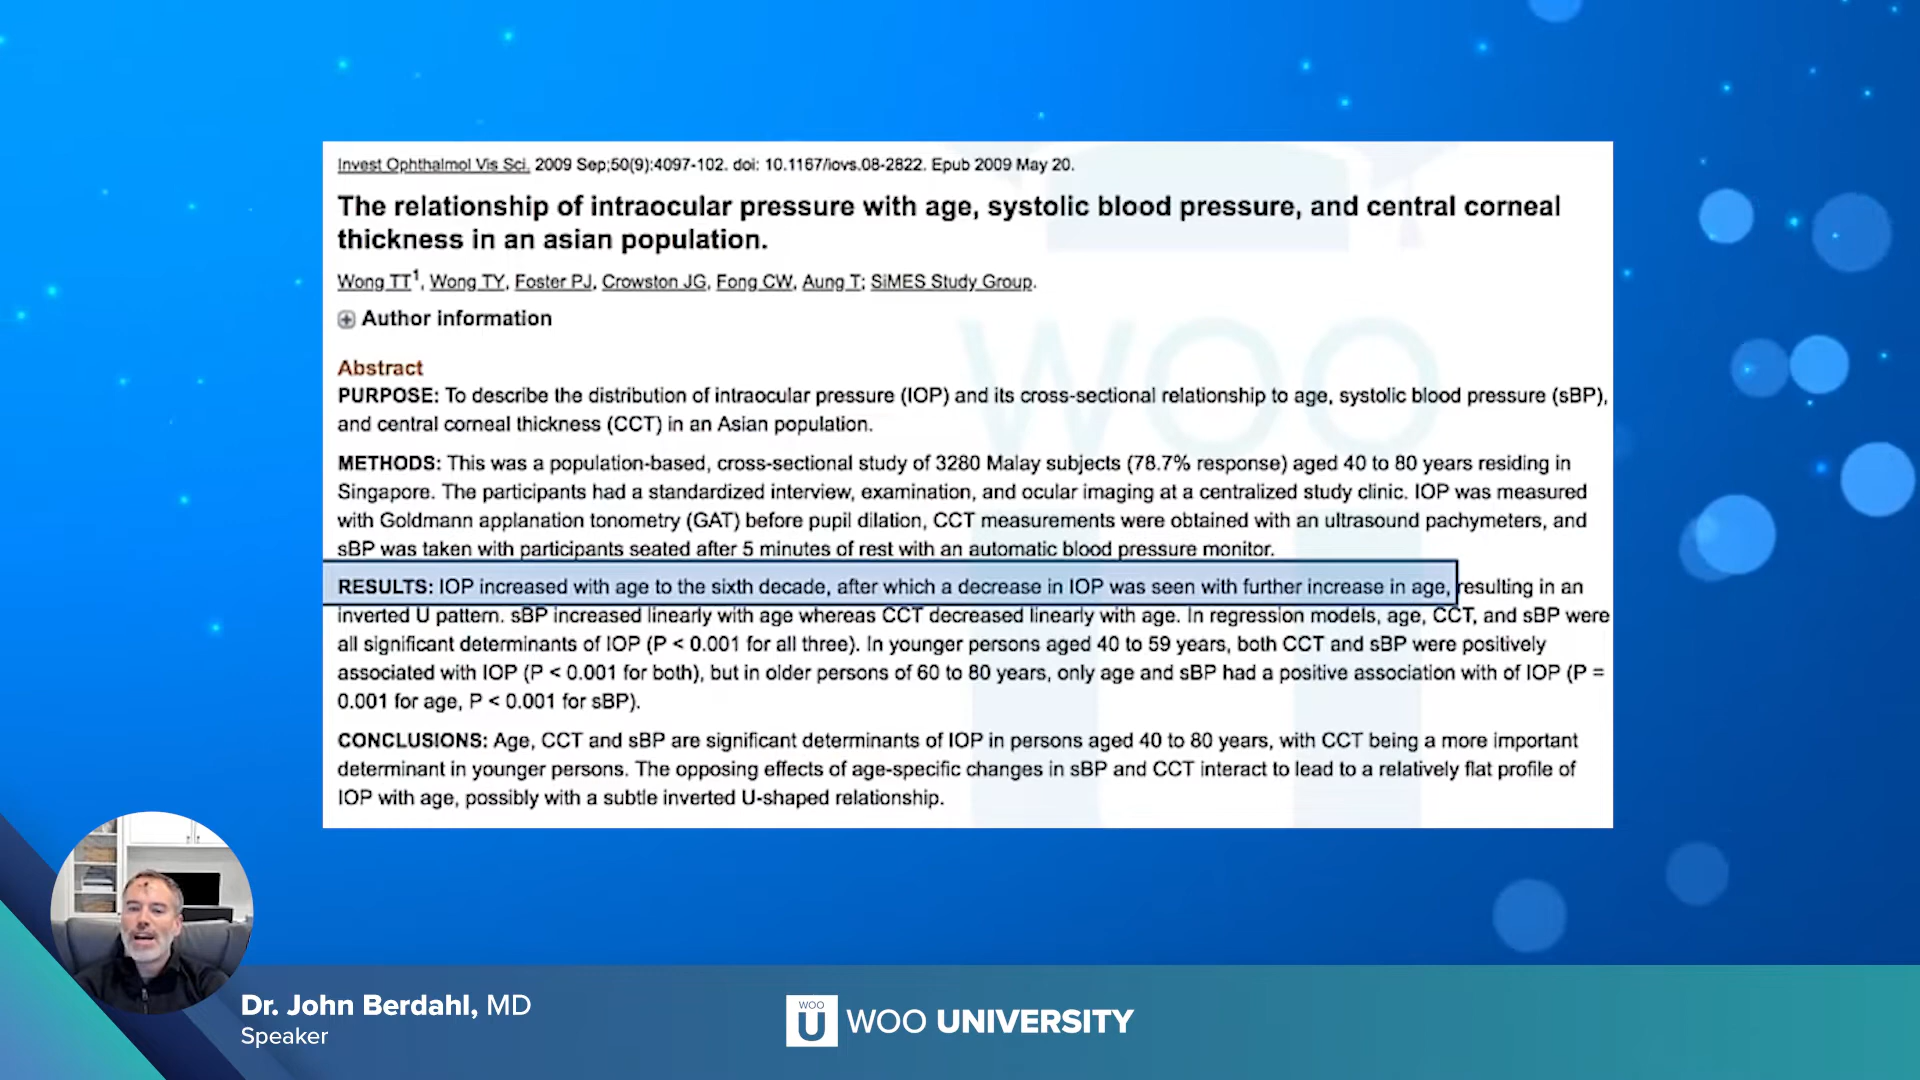 Invest Ophthalmol Vis Sci. 2009 Sep;50(9):4097-102. doi: 10.1167/iovs.08-2822. Epub 2009 May 20.
The relationship of intraocular pressure with age, systolic blood pressure, and central corneal
thickness in an asian population.
Wong TT1, Wong TY, Foster PJ, Crowston JG, Fong CW, Aung T; SiMES Study Group.
Author information
Abstract
PURPOSE: To describe the distribution of intraocular pressure (IOP) and its cross-sectional relationship to age, systolic blood pressure (sBP),
and central corneal thickness (CCT) in an Asian population.
METHODS: This was a population-based, cross-sectional study of 3280 Malay subjects (78.7% response) aged 40 to 80 years residing in
Singapore. The participants had a standardized interview, examination, and ocular imaging at a centralized study clinic. IOP was measured
with Goldmann applanation tonometry (GAT) before pupil dilation, CCT measurements were obtained with an ultrasound pachymeters, and
sBP was taken with participants seated after 5 minutes of rest with an automatic blood pressure monitor.
RESULTS: IOP increased with age to the sixth decade, after which a decrease in IOP was seen with further increase in age, resulting in an
inverted U pattern. sBP increased linearly with age whereas CCT decreased linearly with age. In regression models, age, CCT, and sBP were
all significant determinants of IOP (P < 0.001 for all three). In younger persons aged 40 to 59 years, both CCT and sBP were positively
associated with IOP (P < 0.001 for both), but in older persons of 60 to 80 years, only age and sBP had a positive association with of IOP (P =
0.001 for age, P < 0.001 for sBP).
CONCLUSIONS: Age, CCT and sBP are significant determinants of IOP in persons aged 40 to 80 years, with CCT being a more important
determinant in younger persons. The opposing effects of age-specific changes in sBP and CCT interact to lead to a relatively flat profile of
IOP with age, possibly with a subtle inverted U-shaped relationship.
WOO
Dr. John Berdahl, MD
Speaker
WOO
U
WOO UNIVERSITY